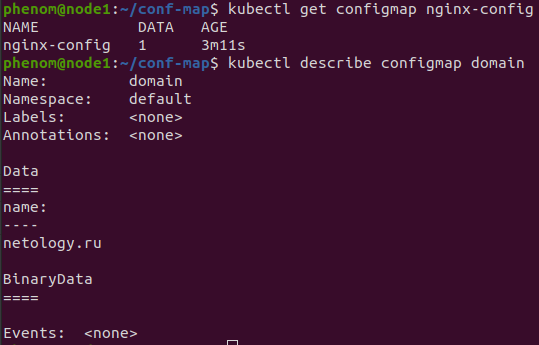 phenom@node1:~/conf-map$ kubectl get configmap nginx-config
NAME           DATA   AGE
nginx-config   1      3m11s
phenom@node1:~/conf-map$ kubectl describe configmap domain
Name:         domain
Namespace:    default
Labels:       <none>
Annotations:  <none>

Data
====
name:
----
netology.ru

BinaryData
====

Events:  <none>